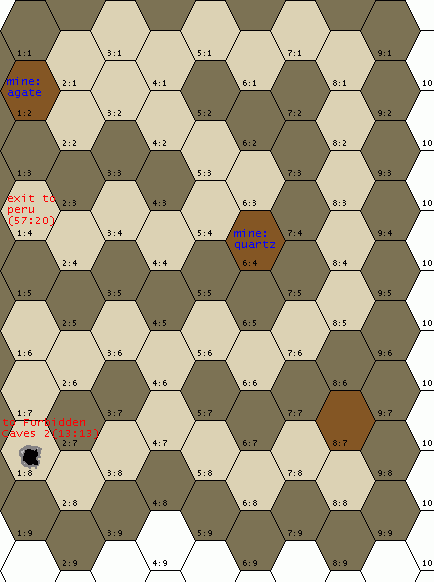 1:1 3:1 5:1 7:1 9:1
mine:
agate
2:1 4:1 6:1 8:1 10
1:2 3:2 5:2 7:2 9:2
2:2 4:2 6:2 8:2 10
1:3 3:3 5:3 7:3 9:3
exit to
peru
(57:20)
2:3 4:3 6:3 8:3 10
1:4 3:4 5:4 7:4 9:4
mine:
quartz
2:4 4:4 6:4 8:4 10
1:5 3:5 5:5 7:5 9:5
2:5 4:5 6:5 8:5 10
1:6 3:6 5:6 7:6 9:6
2:6 4:6 6:6 8:6 10
1:7 3:7 5:7 7:7 9:7
to Furbidden
Caves 2(13:13)
2:7 4:7 6:7 8:7 10
1:8 3:8 5:8 7:8 9:8
2:8 4:8 6:8 8:8 10
1:9 3:9 5:9 7:9 9:9
2:9 4:9 6:9 8:9 10